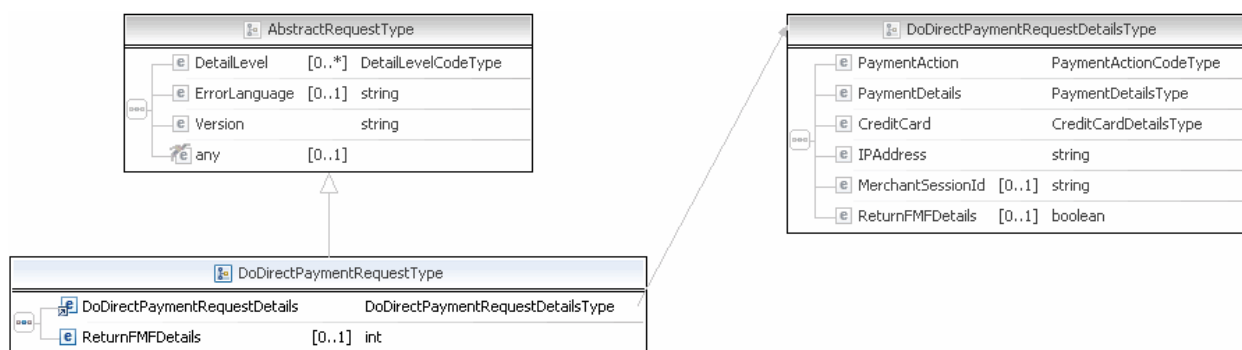 AbstractRequestType
DetailLevel [0..*] DetailLevelCodeType
ErrorLanguage [0..1] string
Version string
any [0..1]
DoDirectPaymentRequestDetailsType
PaymentAction PaymentActionCodeType
PaymentDetails PaymentDetailsType
CreditCard CreditCardDetailsType
IPAddress string
MerchantSessionId [0..1] string
ReturnFMFDetails [0..1] boolean
DoDirectPaymentRequestType
DoDirectPaymentRequestDetails DoDirectPaymentRequestDetailsType
ReturnFMFDetails [0..1] int